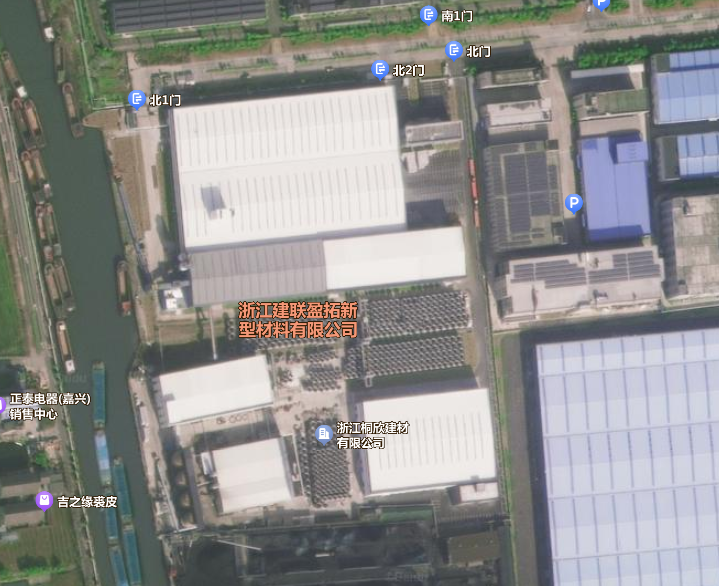 南1门
北门
北2门
北1门
浙江建联盈拓新
型材料有限公司
正泰电器(嘉兴)
销售中心
浙江桐欣建材
有限公司
吉之缘裘皮
P
P